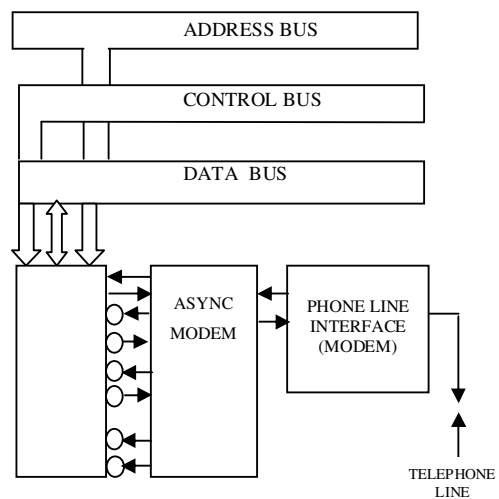 ADDRESS BUS
CONTROL BUS
DATA BUS
ASYNC
MODEM
PHONE LINE
INTERFACE
(MODEM)
TELEPHONE
LINE